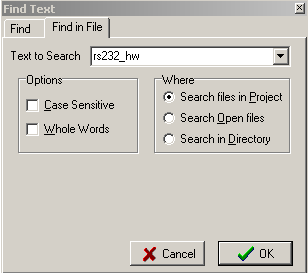 Find Text
Find Find in File
Text to Search rs232_hw
Options
Case Sensitive
Whole Words
Where
Search files in Project
Search Open files
Search in Directory
Cancel OK